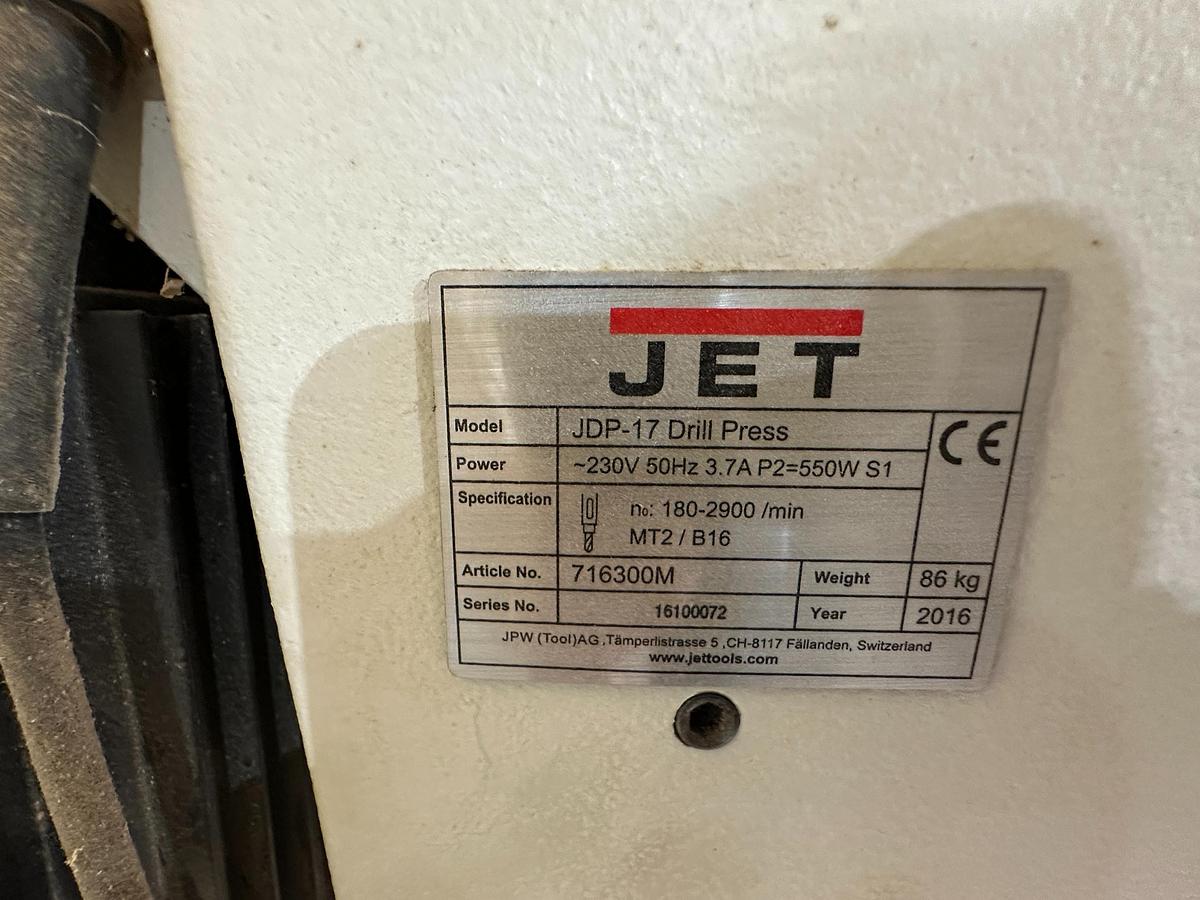 JET
Model JDP-17 Drill Press CE
Power ~230V 50Hz 3.7A P2=550W S1
Specification n₀: 180-2900 /min
MT2 / B16
Article No. 716300M Weight 86 kg
Series No. 16100072 Year 2016
JPW (Tool)AG ,Tämperlistrasse 5 ,CH-8117 Fällanden, Switzerland
www.jettools.com